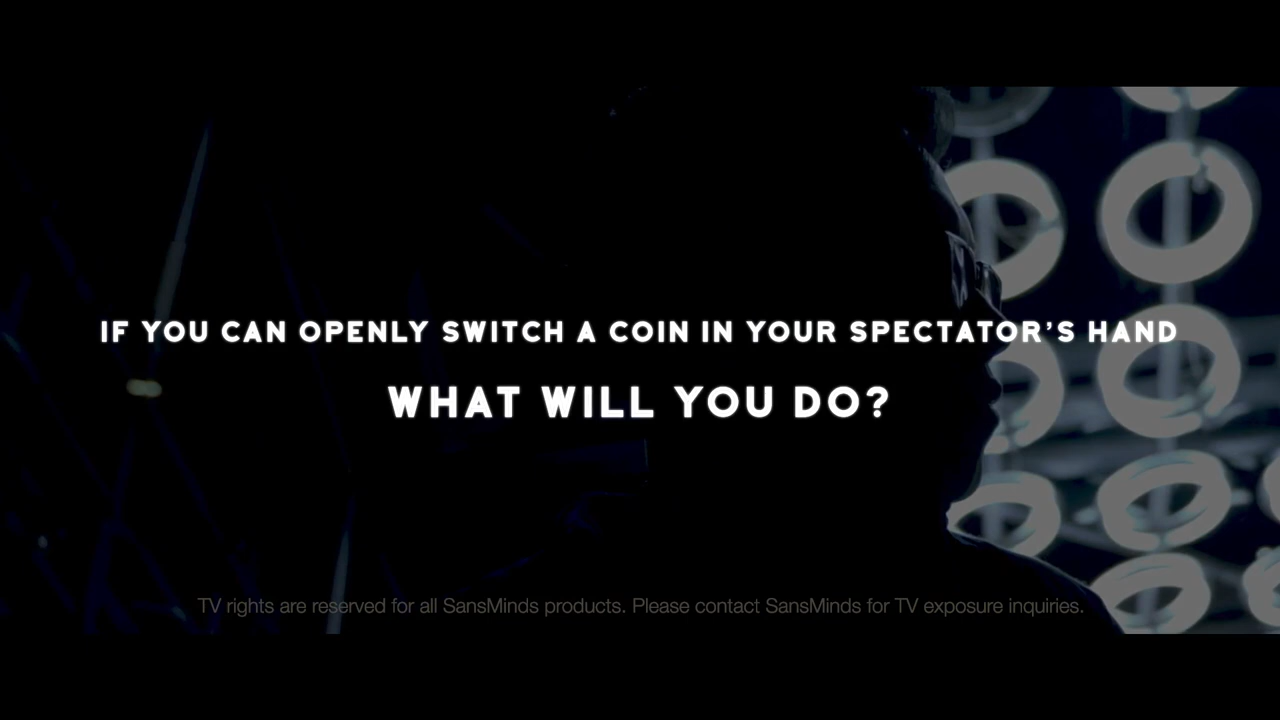 IF YOU CAN OPENLY SWITCH A COIN IN YOUR SPECTATOR'S HAND
WHAT WILL YOU DO?
TV rights are reserved for all SansMinds products. Please contact SansMinds for TV exposure inquiries.